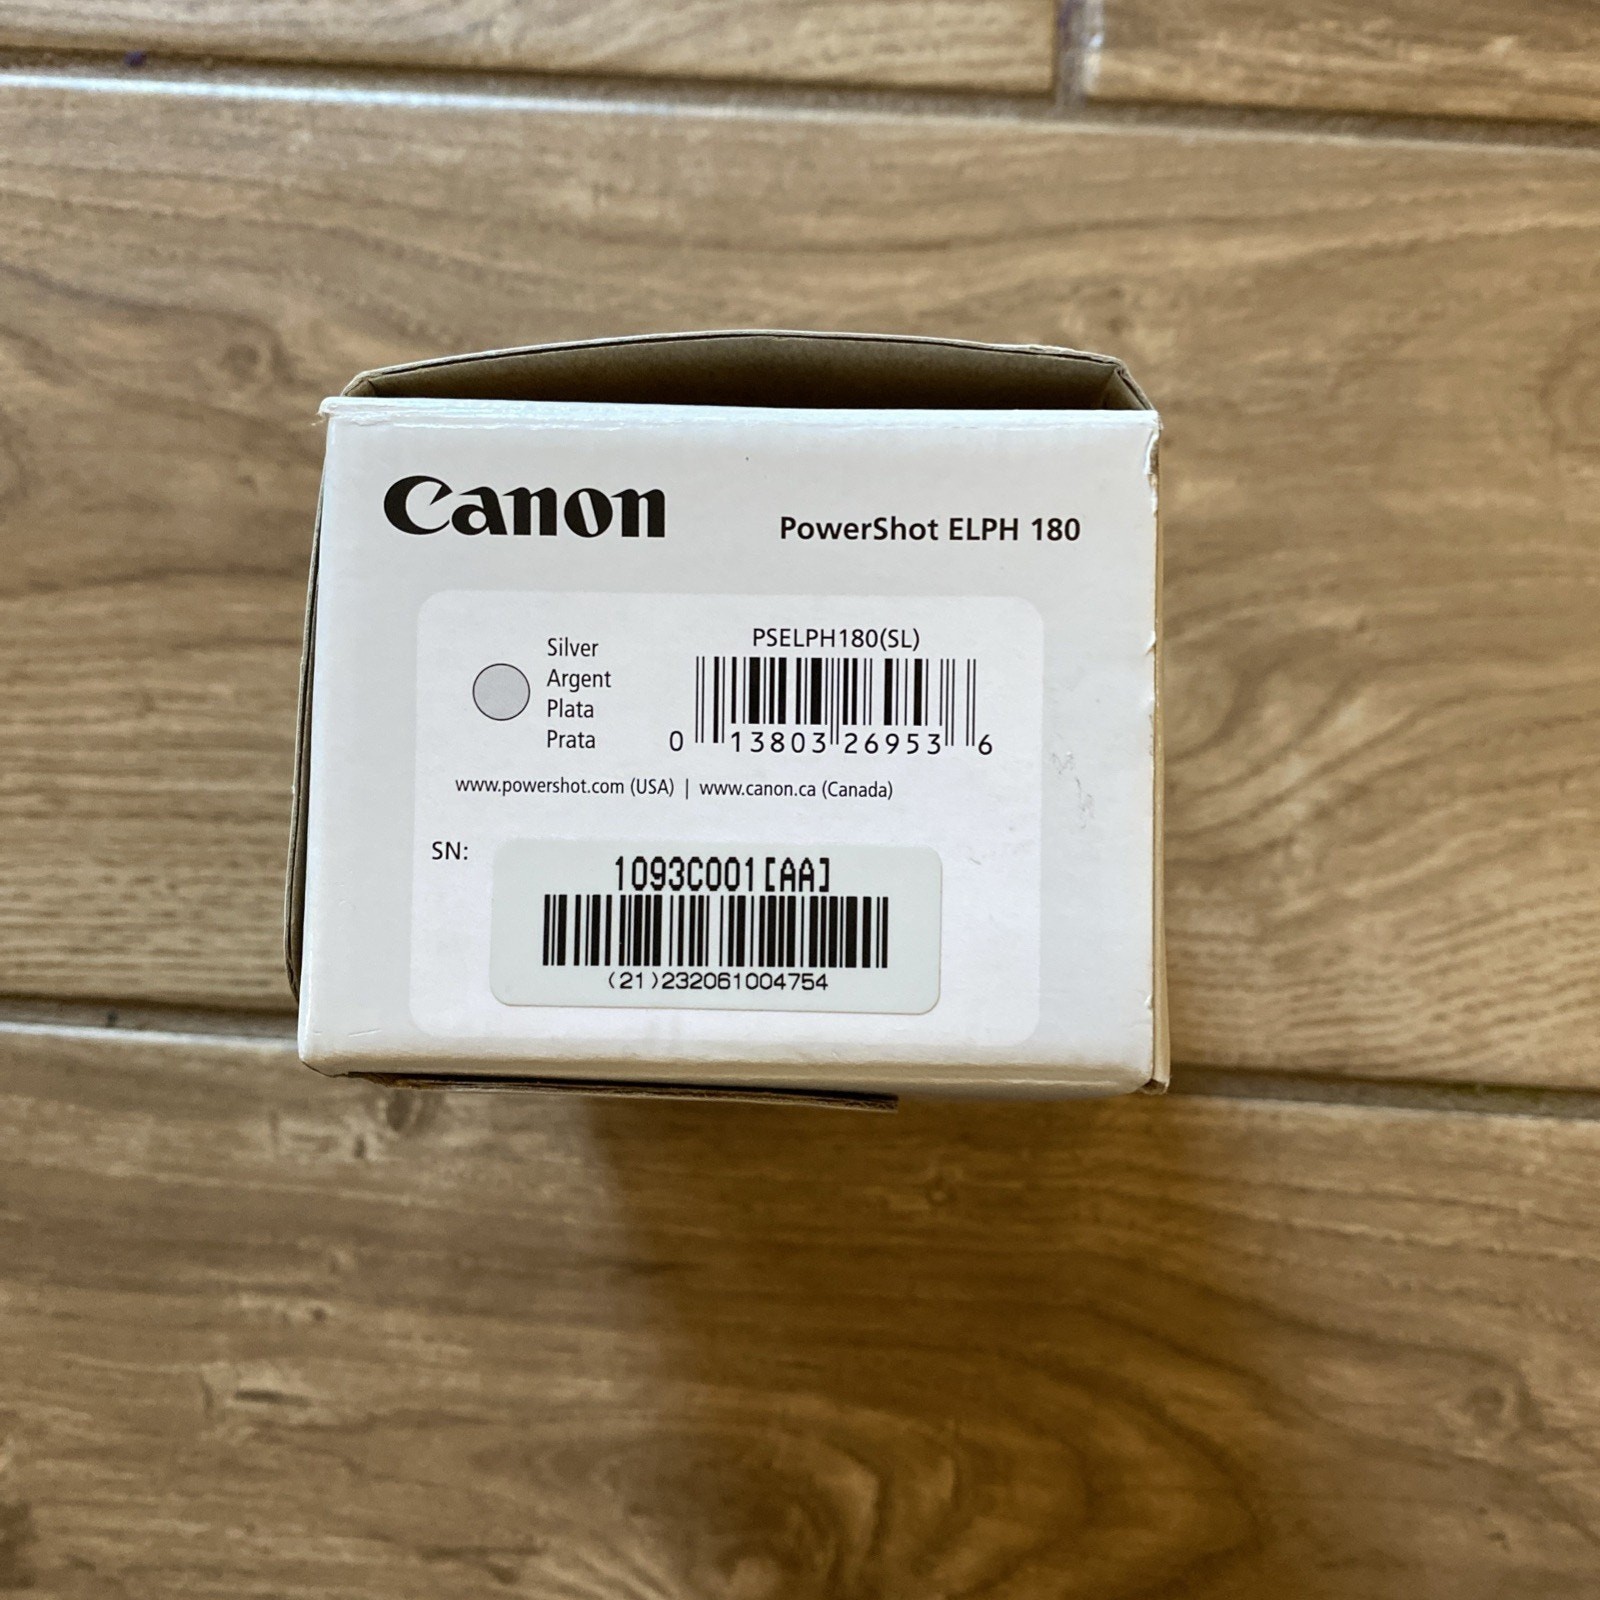 Canon
PowerShot ELPH 180
Silver
Argent
Plata
Prata
PSELPH180(SL)
0 13803 26953 6
www.powershot.com (USA) | www.canon.ca (Canada)
SN:
1093C001[AA]
(21)232061004754